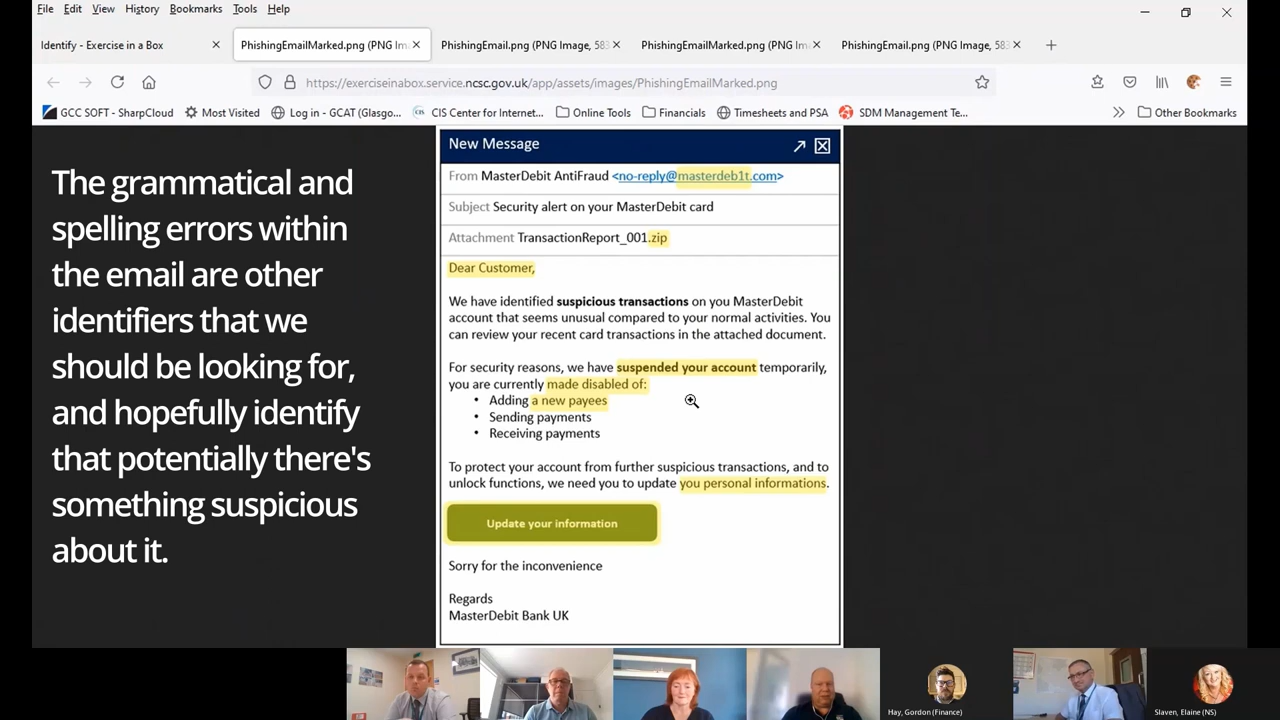 File Edit View History Bookmarks Tools Help
Identify - Exercise in a Box
PhishingEmailMarked.png (PNG Im
PhishingEmail.png (PNG Image, 583
PhishingEmailMarked.png (PNG Im
PhishingEmail.png (PNG Image, 583
https://exerciseinabox.service.ncsc.gov.uk/app/assets/images/PhishingEmailMarked.png
GCC SOFT - SharpCloud
Most Visited
Log in - GCAT (Glasgo...
CIS Center for Internet...
Online Tools
Financials
Timesheets and PSA
SDM Management Te...
Other Bookmarks
The grammatical and
spelling errors within
the email are other
identifiers that we
should be looking for,
and hopefully identify
that potentially there's
something suspicious
about it.
New Message
From MasterDebit AntiFraud <no-reply@masterdeb1t.com>
Subject Security alert on your MasterDebit card
Attachment TransactionReport_001.zip
Dear Customer,
We have identified suspicious transactions on you MasterDebit
account that seems unusual compared to your normal activities. You
can review your recent card transactions in the attached document.
For security reasons, we have suspended your account temporarily,
you are currently made disabled of:
• Adding a new payees
• Sending payments
• Receiving payments
To protect your account from further suspicious transactions, and to
unlock functions, we need you to update you personal informations.
Update your information
Sorry for the inconvenience
Regards
MasterDebit Bank UK
Hay, Gordon (Finance)
Slaven, Elaine (NS)